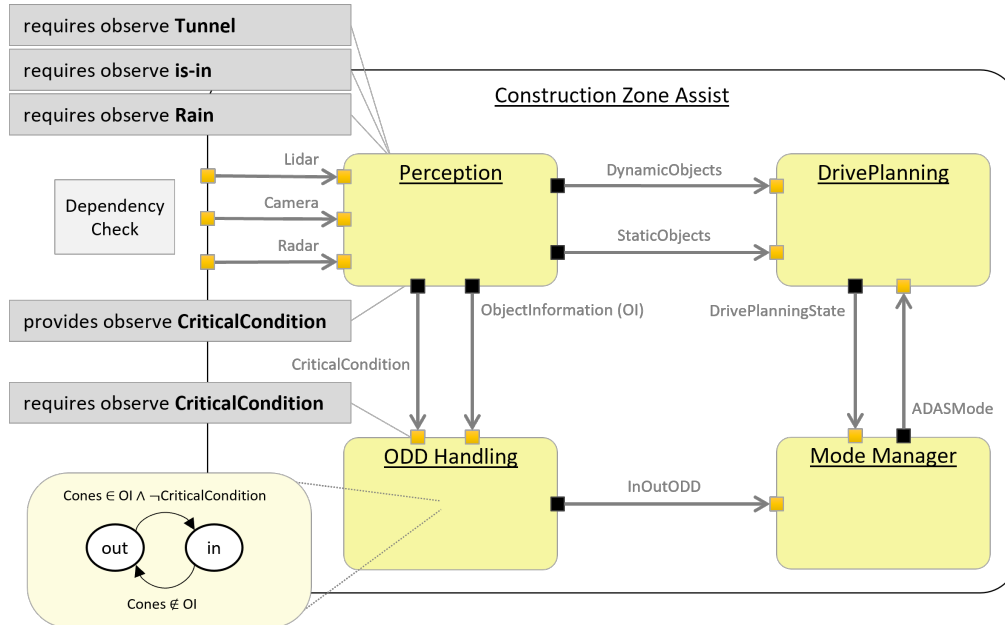 requires observe Tunnel
requires observe is-in
requires observe Rain
Construction Zone Assist
Lidar
Camera
Radar
Dependency
Check
Perception
DynamicObjects
StaticObjects
DrivePlanning
provides observe CriticalCondition
ObjectInformation (OI)
DrivePlanningState
CriticalCondition
requires observe CriticalCondition
ADASMode
ODD Handling
InOutODD
Mode Manager
Cones ∈ OI ∧ ¬CriticalCondition
out
in
Cones ∉ OI